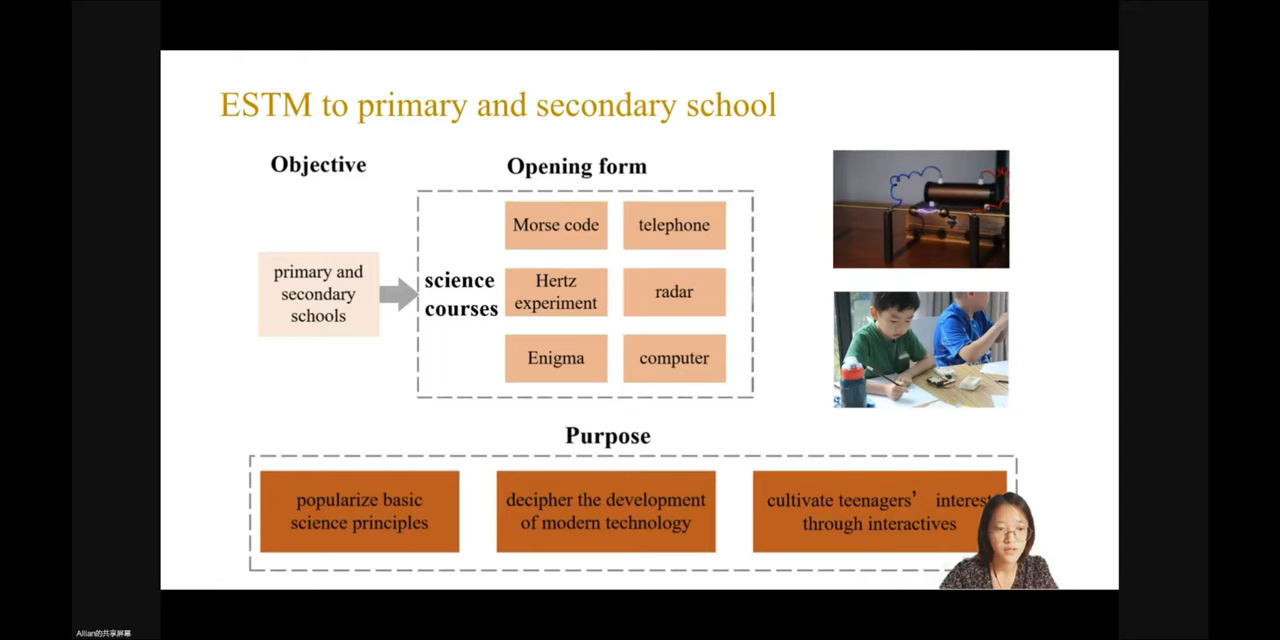 ESTM to primary and secondary school
Objective
Opening form
primary and
secondary
schools
science
courses
Morse code
telephone
Hertz
experiment
radar
Enigma
computer
Purpose
popularize basic
science principles
decipher the development
of modern technology
cultivate teenagers’ interest
through interactives
Allian的共享屏幕